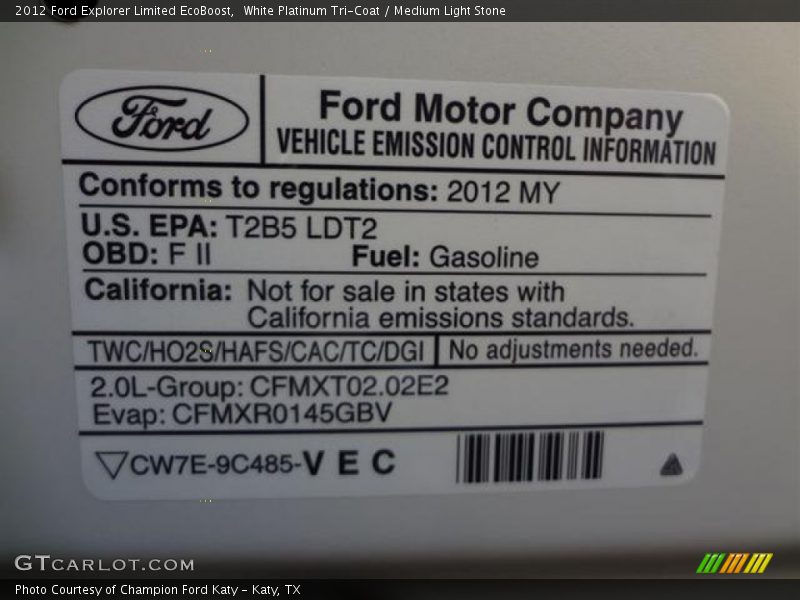 2012 Ford Explorer Limited EcoBoost, White Platinum Tri-Coat / Medium Light Stone
Ford
Ford Motor Company
VEHICLE EMISSION CONTROL INFORMATION
Conforms to regulations: 2012 MY
U.S. EPA: T2B5 LDT2
OBD: F II Fuel: Gasoline
California: Not for sale in states with
California emissions standards.
TWC/HO2S/HAFS/CAC/TC/DGI No adjustments needed.
2.0L-Group: CFMXT02.02E2
Evap: CFMXR0145GBV
CW7E-9C485-V E C
GTCARLOT.COM
Photo Courtesy of Champion Ford Katy - Katy, TX